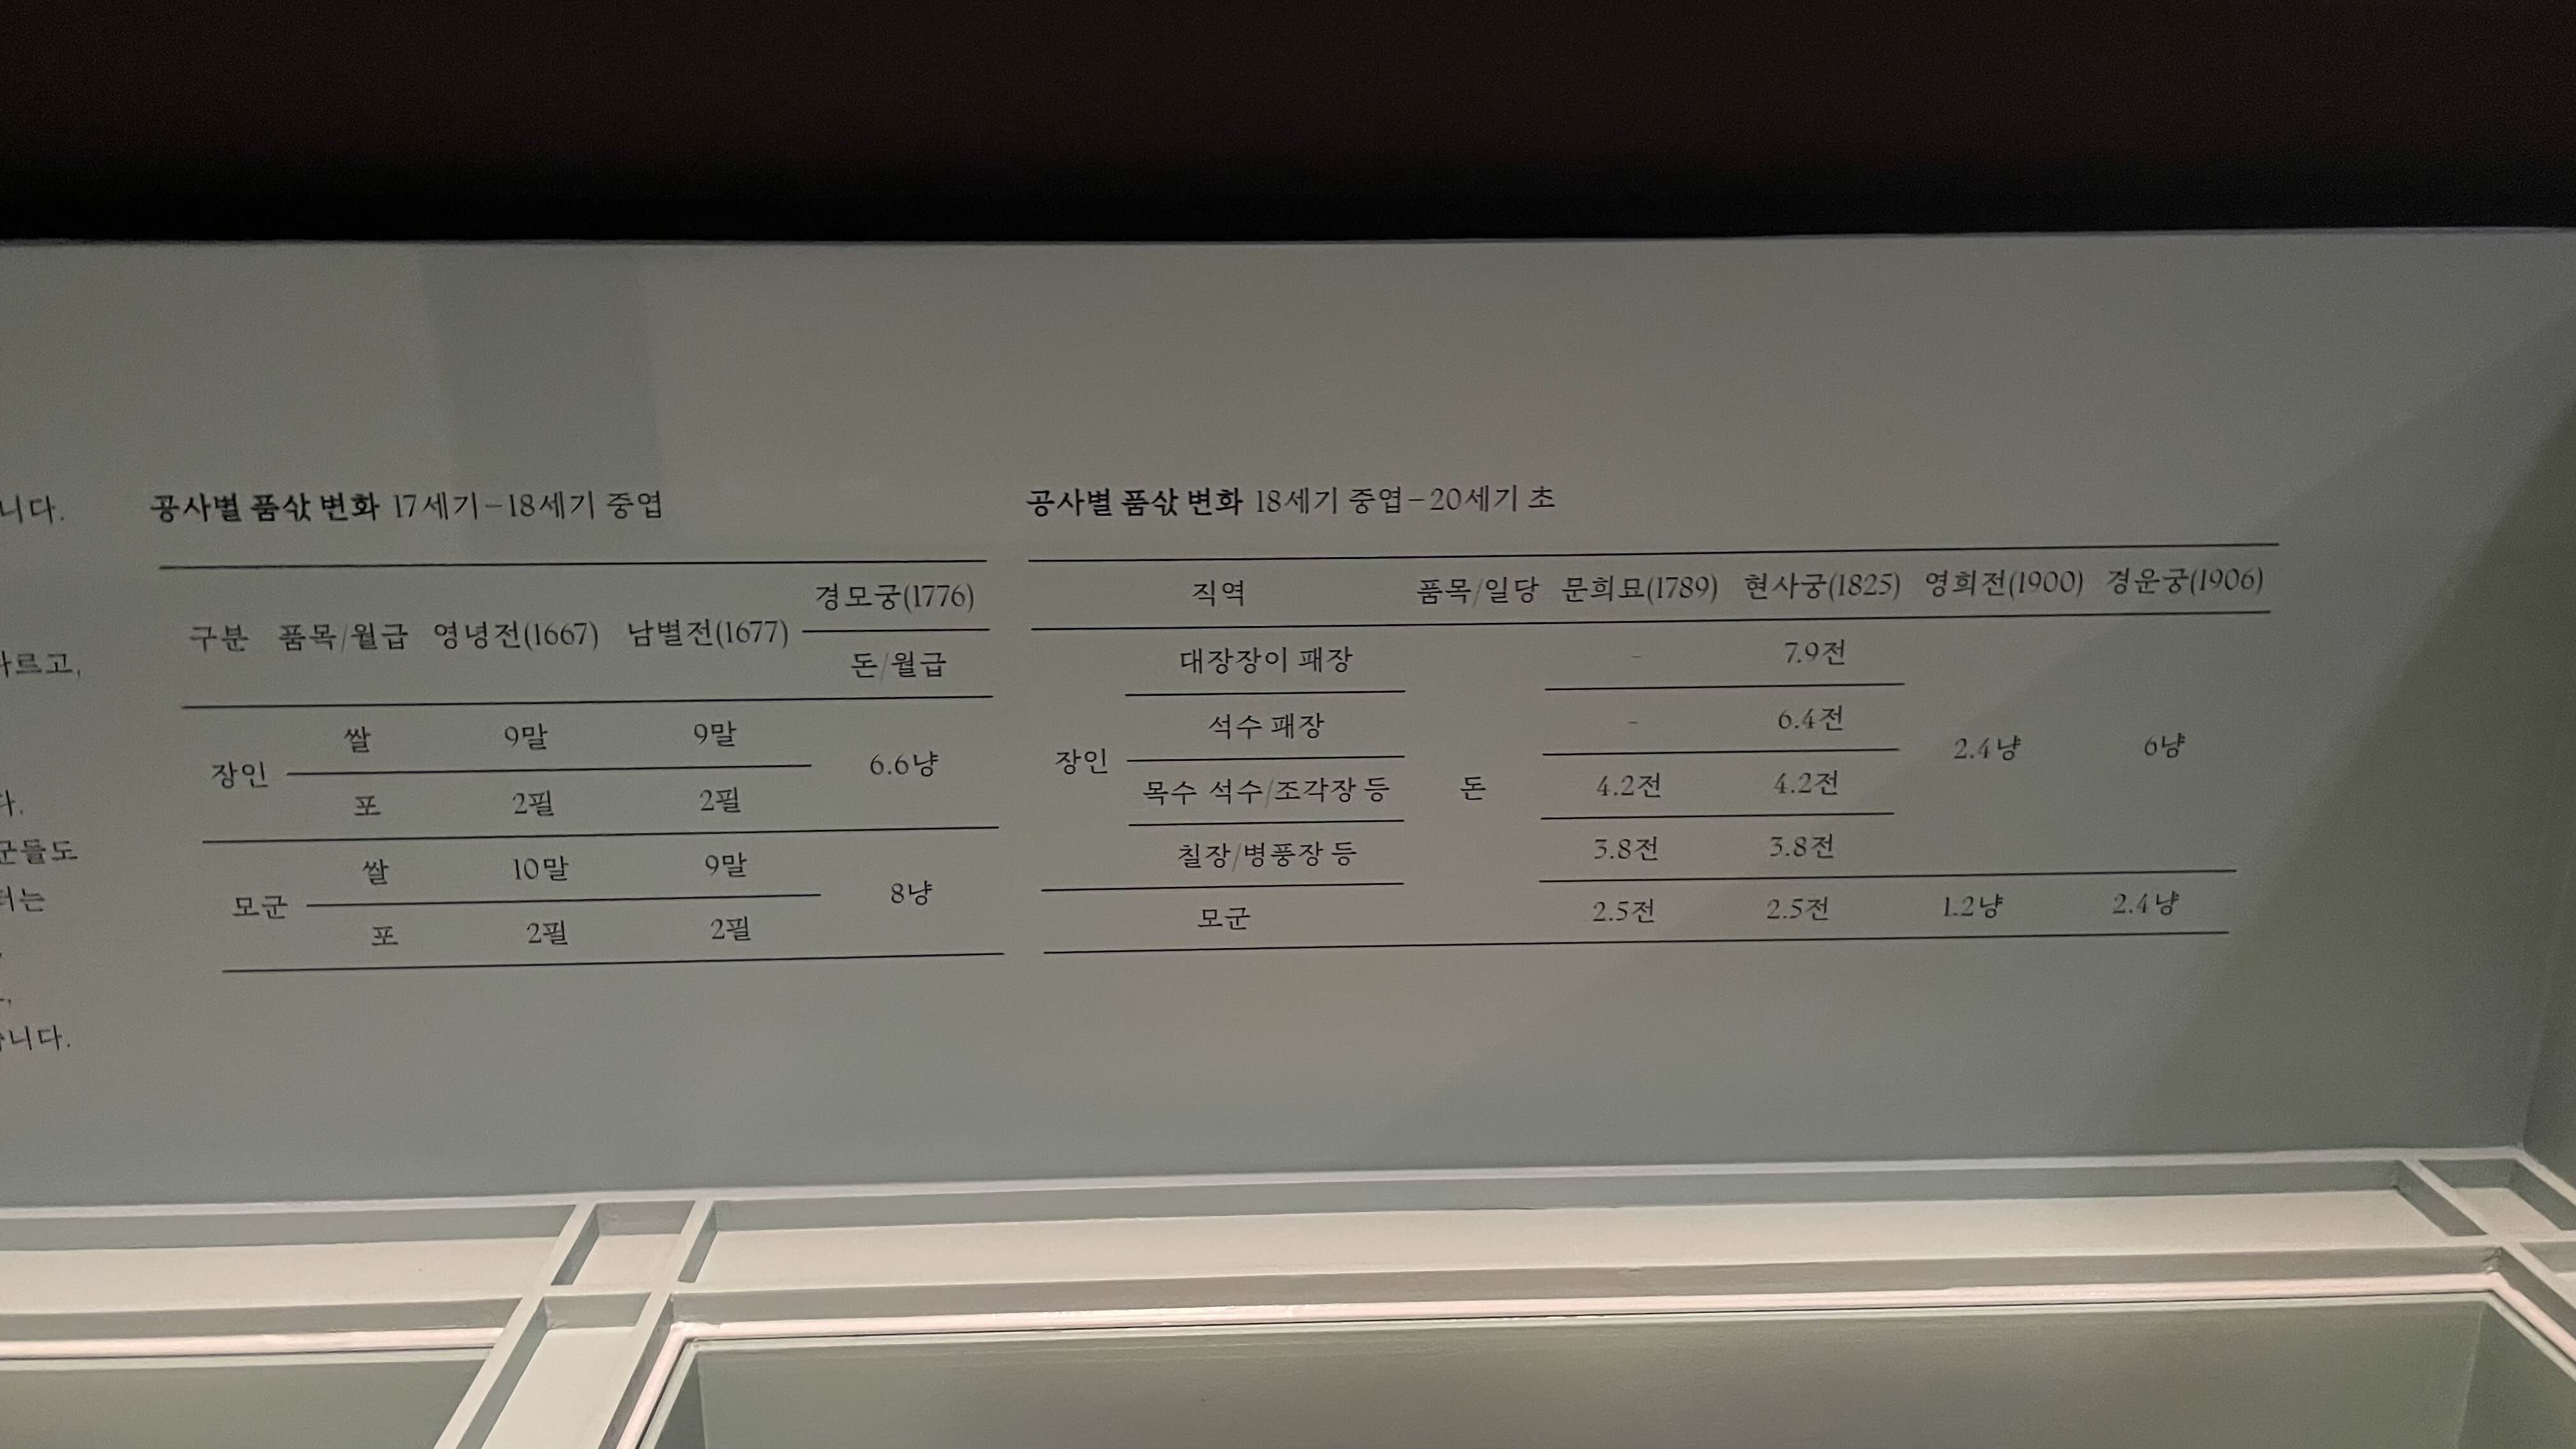 니다.
르고,
다.
군들도
터는
니다.
공사별 품삯 변화 17세기–18세기 중엽
구분 품목/월급 영녕전(1667) 남별전(1677) 경모궁(1776)
돈/월급
장인 쌀 9말 9말 6.6냥
포 2필 2필
모군 쌀 10말 9말 8냥
포 2필 2필
공사별 품삯 변화 18세기 중엽–20세기 초
직역 품목/일당 문희묘(1789) 현사궁(1825) 영희전(1900) 경운궁(1906)
장인 대장장이 패장 돈 - 7.9전 2.4냥 6냥
석수 패장 - 6.4전
목수 석수/조각장 등 4.2전 4.2전
칠장/병풍장 등 3.8전 3.8전
모군 2.5전 2.5전 1.2냥 2.4냥